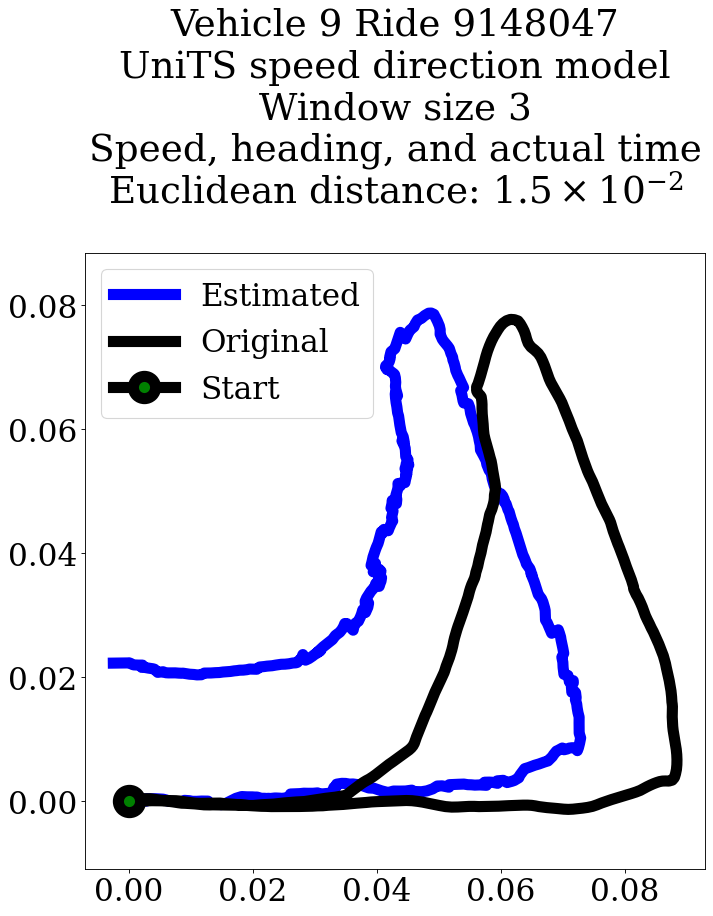 Vehicle 9 Ride 9148047
UniTS speed direction model
Window size 3
Speed, heading, and actual time
Euclidean distance: 1.5 × 10⁻²
Estimated
Original
Start
0.08
0.06
0.04
0.02
0.00
0.00 0.02 0.04 0.06 0.08